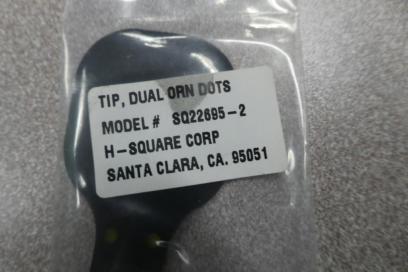 TIP, DUAL ORN DOTS
MODEL # SQ22695-2
H-SQUARE CORP
SANTA CLARA, CA. 95051